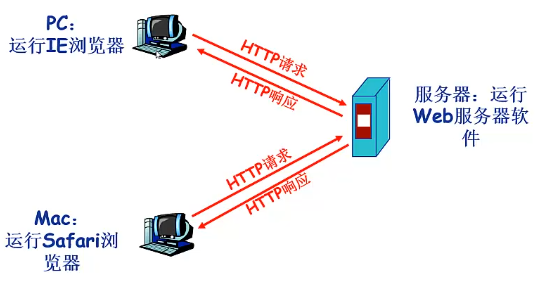 PC：
运行IE浏览器
HTTP请求
HTTP响应
服务器：运行
Web服务器软
件
HTTP请求
HTTP响应
Mac：
运行Safari浏
览器